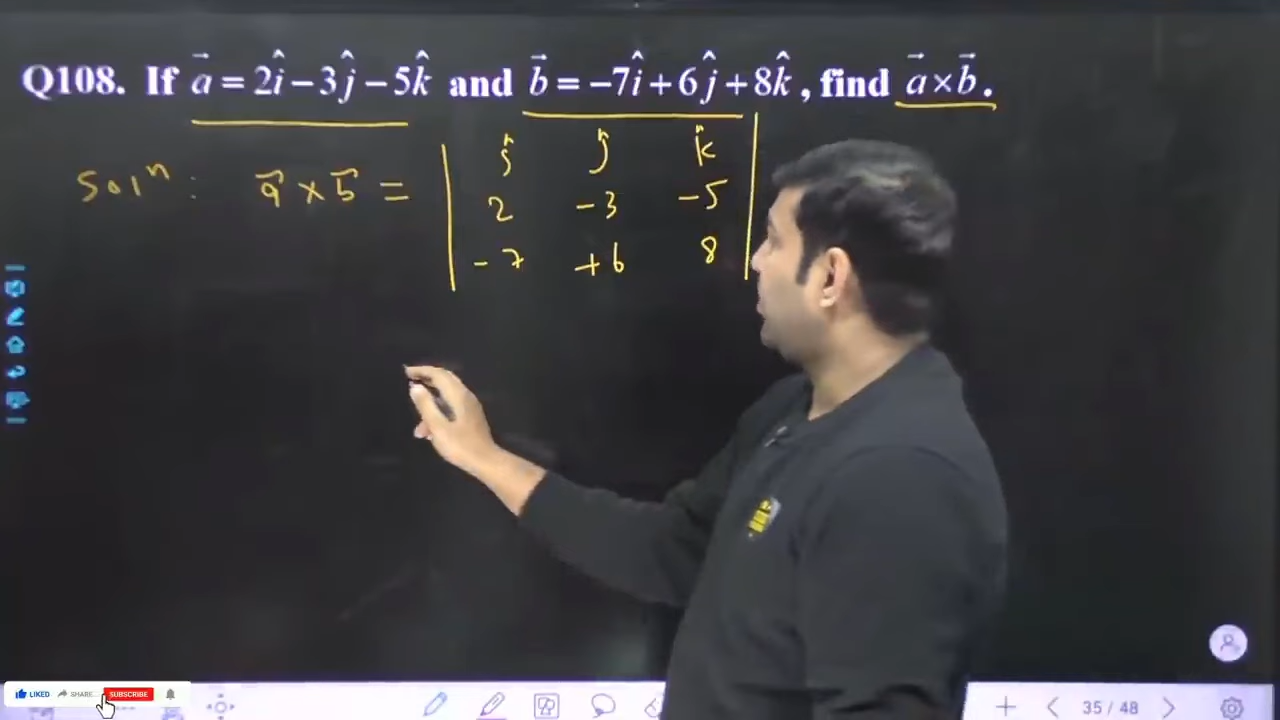 Q108. If a⃗ = 2î − 3ĵ − 5k̂ and b⃗ = −7î + 6ĵ + 8k̂, find a⃗ × b⃗.
Solⁿ: a⃗ × b⃗ = | î ĵ k̂ |
| 2 −3 −5 |
| −7 +6 8 |
LIKED SHARE SUBSCRIBE
35 / 48